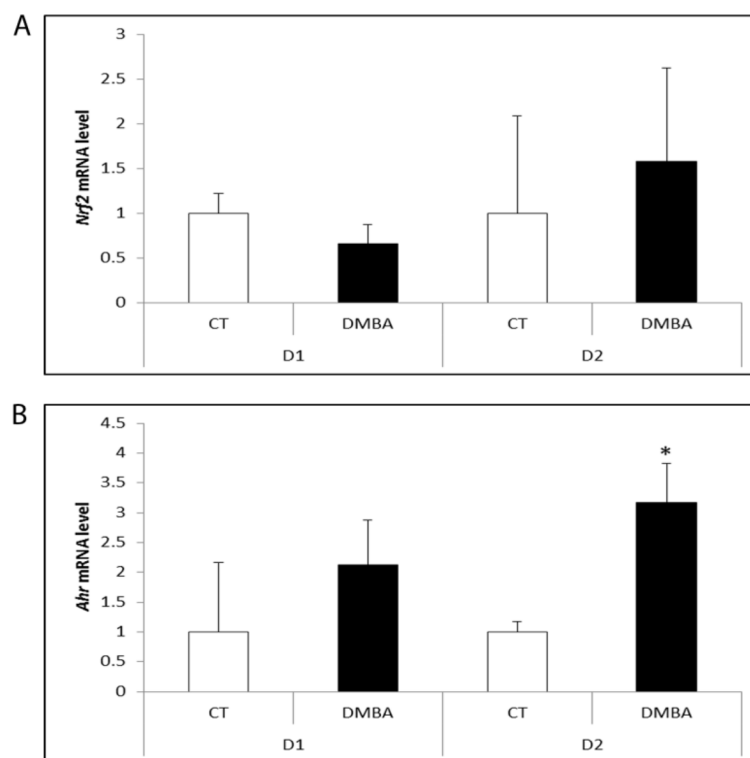 A
Nrf2 mRNA level
3
2.5
2
1.5
1
0.5
0
CT DMBA CT DMBA
D1 D2
B
Ahr mRNA level
4.5
4
3.5
3
2.5
2
1.5
1
0.5
0
*
CT DMBA CT DMBA
D1 D2